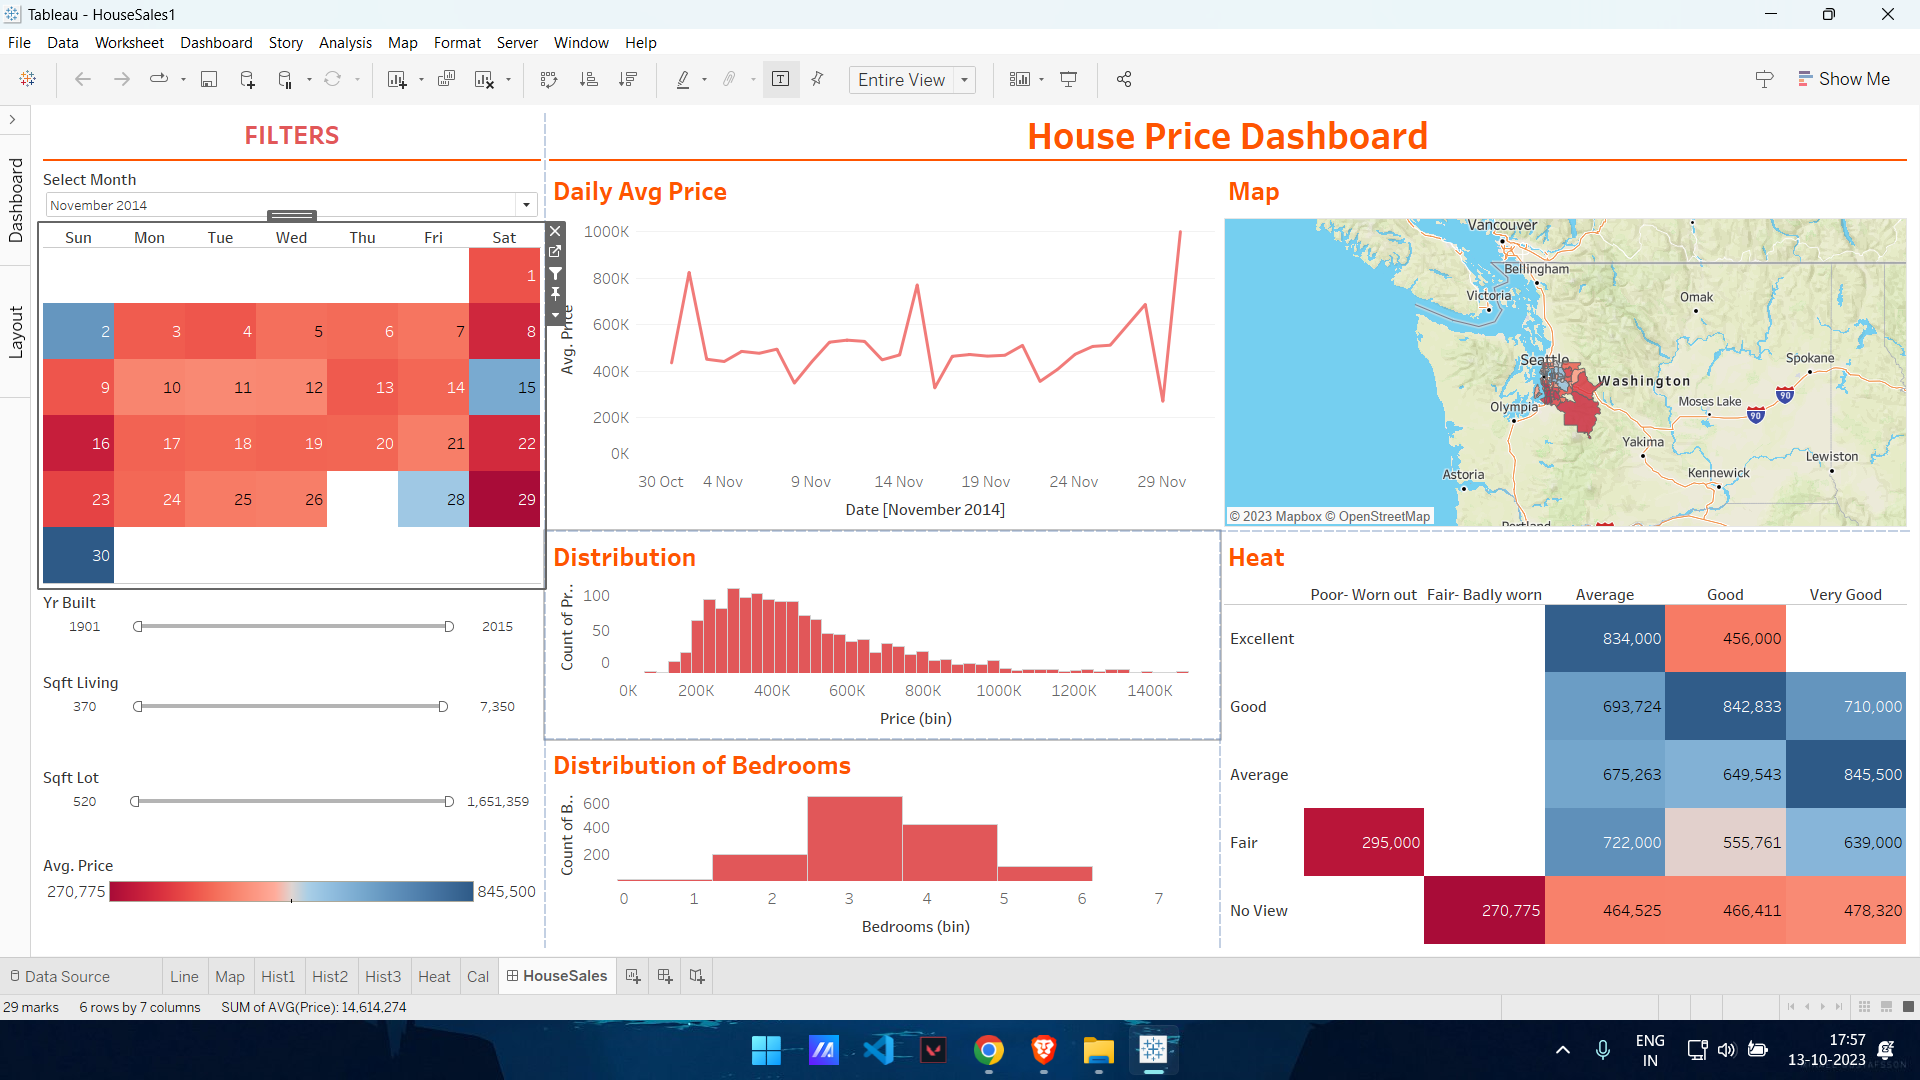 Tableau - HouseSales1
File Data Worksheet Dashboard Story Analysis Map Format Server Window Help
Entire View
Show Me
Dashboard
Layout
FILTERS
Select Month
November 2014
Sun Mon Tue Wed Thu Fri Sat
1
2 3 4 5 6 7 8
9 10 11 12 13 14 15
16 17 18 19 20 21 22
23 24 25 26 28 29
30
Yr Built
1901 2015
Sqft Living
370 7,350
Sqft Lot
520 1,651,359
Avg. Price
270,775 845,500
House Price Dashboard
Daily Avg Price
Avg. Price
1000K
800K
600K
400K
200K
0K
30 Oct 4 Nov 9 Nov 14 Nov 19 Nov 24 Nov 29 Nov
Date [November 2014]
Map
Vancouver
Bellingham
Victoria
Omak
Seattle
Spokane
Washington
Moses Lake
90
90
Olympia
Yakima
Lewiston
Kennewick
Astoria
Portland
© 2023 Mapbox © OpenStreetMap
Distribution
Count of Pr..
100
50
0
0K 200K 400K 600K 800K 1000K 1200K 1400K
Price (bin)
Distribution of Bedrooms
Count of B..
600
400
200
0 1 2 3 4 5 6 7
Bedrooms (bin)
Heat
Poor- Worn out Fair- Badly worn Average Good Very Good
Excellent 834,000 456,000
Good 693,724 842,833 710,000
Average 675,263 649,543 845,500
Fair 295,000 722,000 555,761 639,000
No View 270,775 464,525 466,411 478,320
Data Source Line Map Hist1 Hist2 Hist3 Heat Cal HouseSales
29 marks 6 rows by 7 columns SUM of AVG(Price): 14,614,274
ENG
IN
17:57
13-10-2023